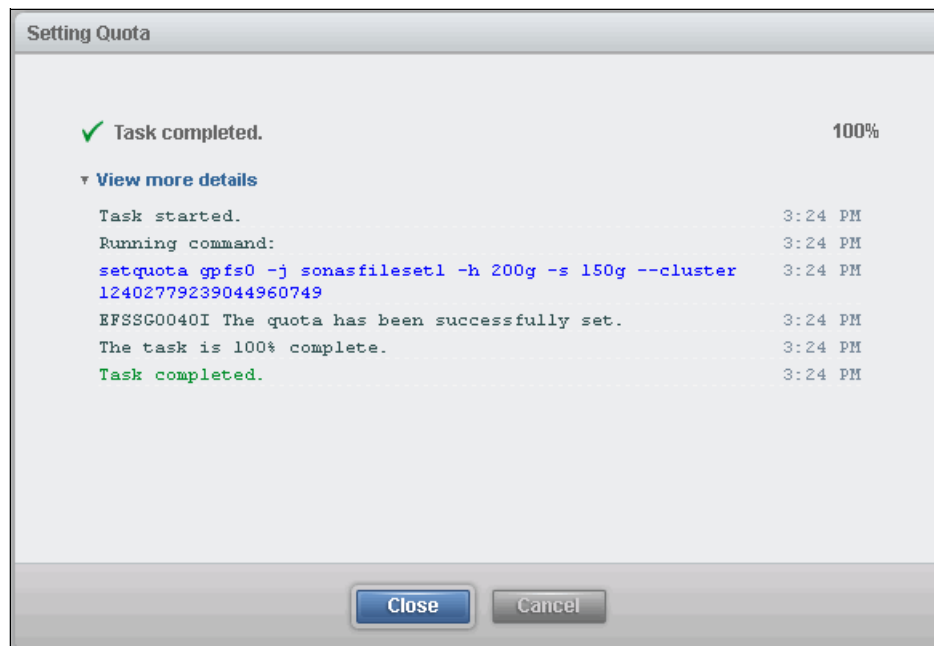 Setting Quota
Task completed. 100%
View more details
Task started. 3:24 PM
Running command: 3:24 PM
setquota gpfs0 -j sonasfileset1 -h 200g -s 150g --cluster 3:24 PM
12402779239044960749
EFSSG0040I The quota has been successfully set. 3:24 PM
The task is 100% complete. 3:24 PM
Task completed. 3:24 PM
Close Cancel